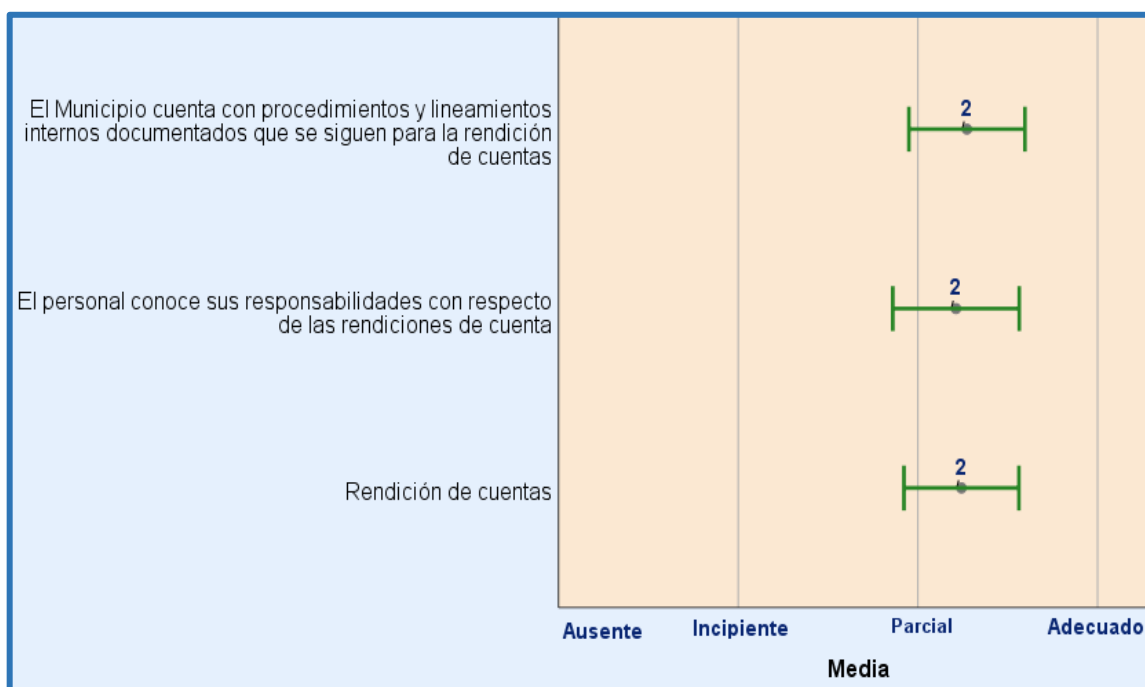 El Municipio cuenta con procedimientos y lineamientos
internos documentados que se siguen para la rendición
de cuentas
2
El personal conoce sus responsabilidades con respecto
de las rendiciones de cuenta
2
Rendición de cuentas
2
Ausente Incipiente Parcial Adecuado
Media